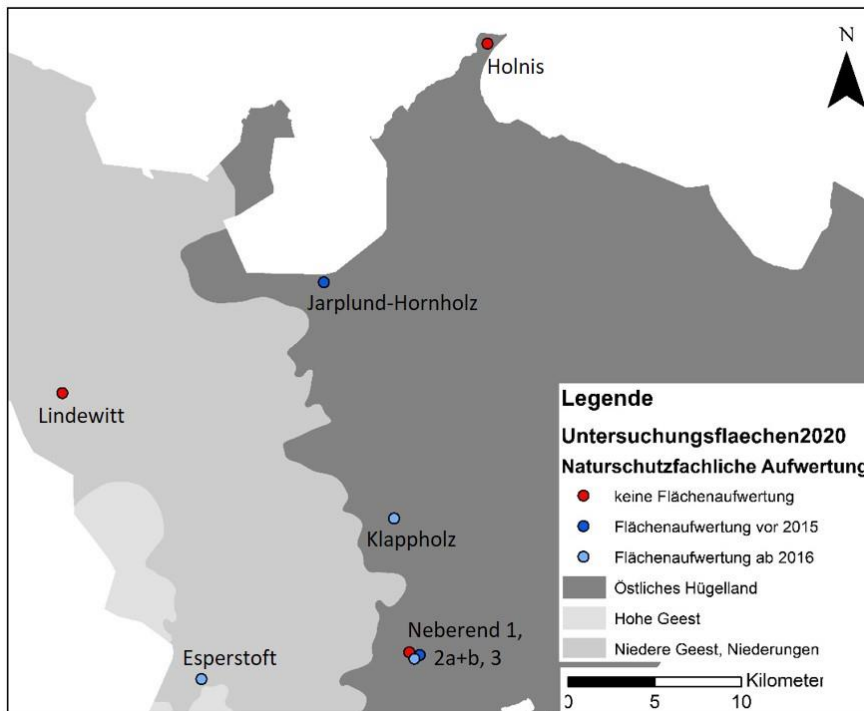 N
Holnis
Jarplund-Hornholz
Lindewitt
Klappholz
Neberend 1,
2a+b, 3
Esperstoft
Legende
Untersuchungsflaechen2020
Naturschutzfachliche Aufwertung
keine Flächenaufwertung
Flächenaufwertung vor 2015
Flächenaufwertung ab 2016
Östliches Hügelland
Hohe Geest
Niedere Geest, Niederungen
Kilometer
0 5 10